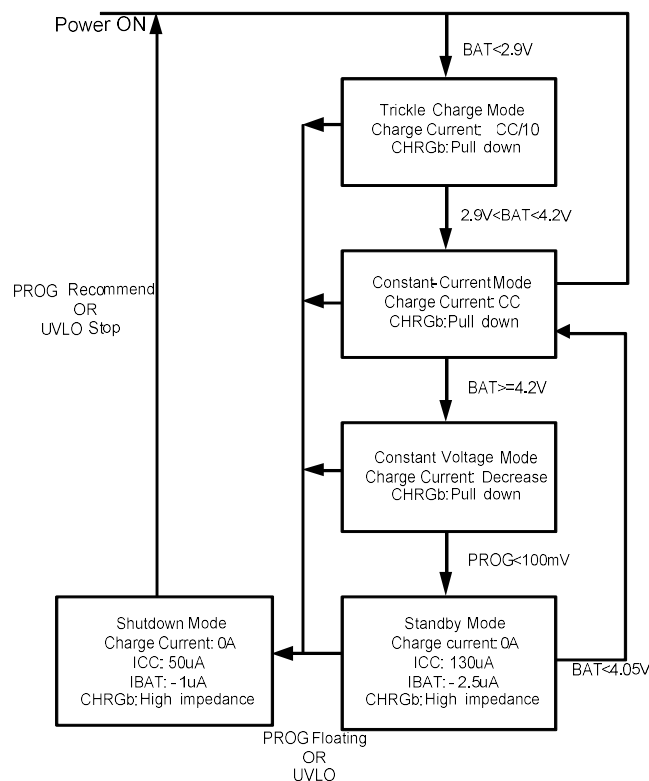 Power ON
BAT<2.9V
Trickle Charge Mode
Charge Current: CC/10
CHRGb:Pull down
2.9V<BAT<4.2V
PROG Recommend
OR
UVLO Stop
Constant-Current Mode
Charge Current: CC
CHRGb:Pull down
BAT>=4.2V
Constant Voltage Mode
Charge Current: Decrease
CHRGb:Pull down
PROG<100mV
Shutdown Mode
Charge Current: 0A
ICC: 50uA
IBAT: -1uA
CHRGb:High impedance
Standby Mode
Charge current: 0A
ICC: 130uA
IBAT: -2.5uA
CHRGb:High impedance
BAT<4.05V
PROG Floating
OR
UVLO